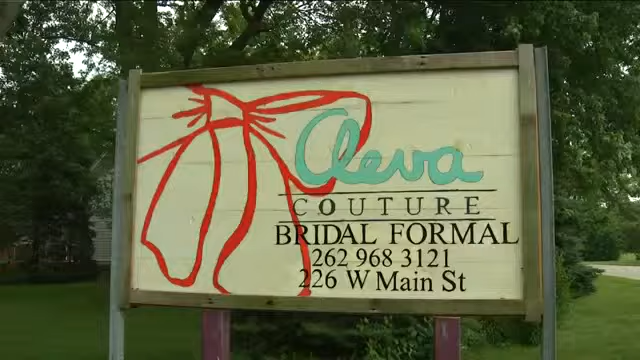 Cleva
COUTURE
BRIDAL FORMAL
262 968 3121
226 W Main St